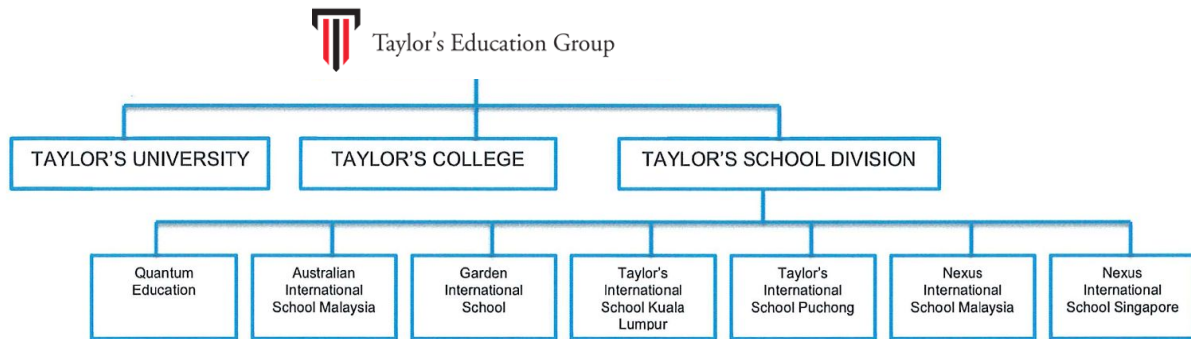 Taylor's Education Group
TAYLOR'S UNIVERSITY
TAYLOR'S COLLEGE
TAYLOR'S SCHOOL DIVISION
Quantum
Education
Australian
International
School Malaysia
Garden
International
School
Taylor's
International
School Kuala
Lumpur
Taylor's
International
School Puchong
Nexus
International
School Malaysia
Nexus
International
School Singapore